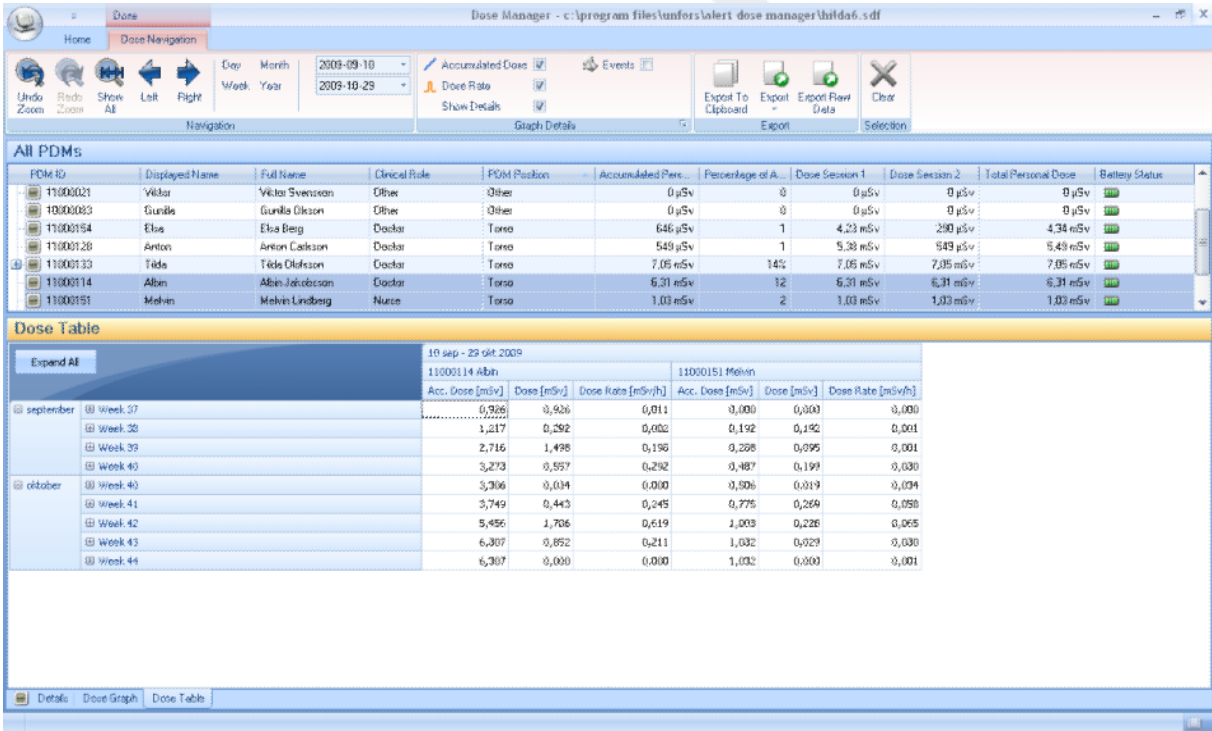 Dose
Dose Manager - c:\program files\unfors\alert dose manager\hilda6.sdf
Home Dose Navigation
Undo Zoom
Redo Zoom
Show All
Left
Right
Day Month
Week Year
2009-09-10
2009-10-29
Navigation
Accumulated Dose
Dose Rate
Show Details
Events
Graph Details
Export To Clipboard
Export
Export Raw Data
Export
Clear
Selection
All PDMs
PDM ID Displayed Name Full Name Clinical Role PDM Position Accumulated Pers... Percentage of A... Dose Session 1 Dose Session 2 Total Personal Dose Battery Status
11000021 Viktor Viktor Svensson Other Other 0 µSv 0 0 µSv 0 µSv 0 µSv
10000083 Gunilla Gunilla Olsson Other Other 0 µSv 0 0 µSv 0 µSv 0 µSv
11000154 Elsa Elsa Berg Doctor Torso 646 µSv 1 4,23 mSv 290 µSv 4,34 mSv
11000128 Anton Anton Carlsson Doctor Torso 549 µSv 1 5,38 mSv 549 µSv 5,49 mSv
11000133 Tilda Tilda Olofsson Doctor Torso 7,05 mSv 14% 7,05 mSv 7,05 mSv 7,05 mSv
11000114 Albin Albin Jakobsson Doctor Torso 6,31 mSv 12 6,31 mSv 6,31 mSv 6,31 mSv
11000151 Melvin Melvin Lindberg Nurse Torso 1,03 mSv 2 1,03 mSv 1,03 mSv 1,03 mSv
Dose Table
Expand All
10 sep - 29 okt 2009
11000114 Albin 11000151 Melvin
Acc. Dose [mSv] Dose [mSv] Dose Rate [mSv/h] Acc. Dose [mSv] Dose [mSv] Dose Rate [mSv/h]
september Week 37 0,926 0,926 0,011 0,000 0,000 0,000
Week 38 1,217 0,292 0,002 0,192 0,192 0,001
Week 39 2,716 1,498 0,196 0,288 0,095 0,001
Week 40 3,273 0,557 0,292 0,487 0,199 0,030
oktober Week 40 3,306 0,034 0,000 0,506 0,019 0,034
Week 41 3,749 0,443 0,245 0,775 0,269 0,058
Week 42 5,456 1,706 0,619 1,003 0,228 0,065
Week 43 6,307 0,852 0,211 1,032 0,029 0,030
Week 44 6,307 0,000 0,000 1,032 0,000 0,001
Details Dose Graph Dose Table